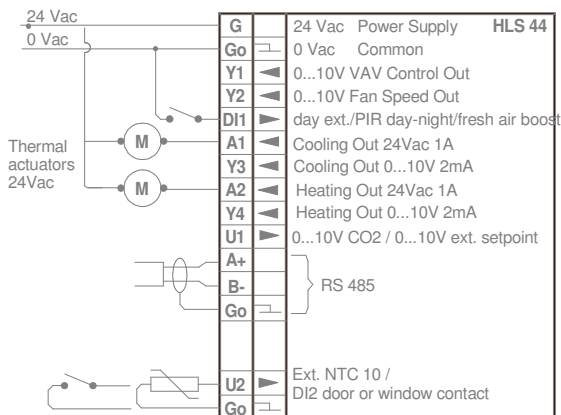 24 Vac
G 24 Vac Power Supply HLS 44
0 Vac
Go 0 Vac Common
Y1 0...10V VAV Control Out
Y2 0...10V Fan Speed Out
DI1 day ext./PIR day-night/fresh air boost
M A1 Cooling Out 24Vac 1A
Thermal
actuators
24Vac
Y3 Cooling Out 0...10V 2mA
M A2 Heating Out 24Vac 1A
Y4 Heating Out 0...10V 2mA
U1 0...10V CO2 / 0...10V ext. setpoint
A+
B- RS 485
Go
U2 Ext. NTC 10 /
DI2 door or window contact
Go